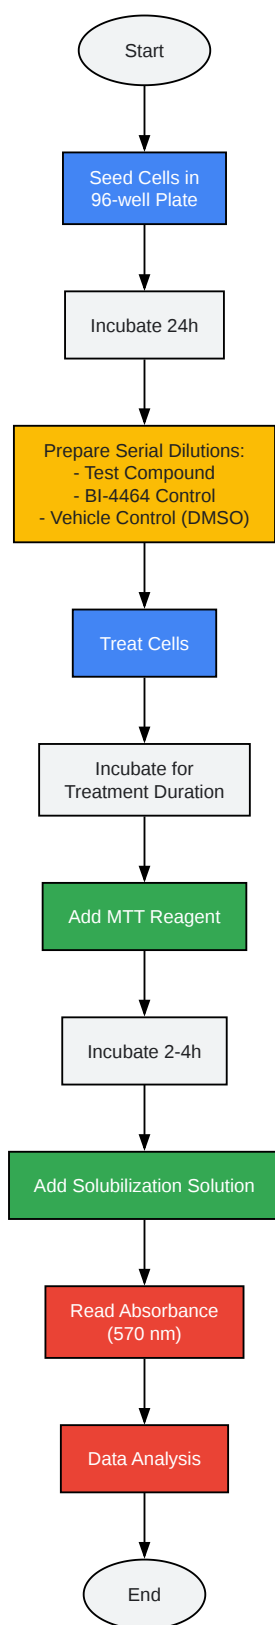 Start
Seed Cells in
96-well Plate
Incubate 24h
Prepare Serial Dilutions:
- Test Compound
- BI-4464 Control
- Vehicle Control (DMSO)
Treat Cells
Incubate for
Treatment Duration
Add MTT Reagent
Incubate 2-4h
Add Solubilization Solution
Read Absorbance
(570 nm)
Data Analysis
End